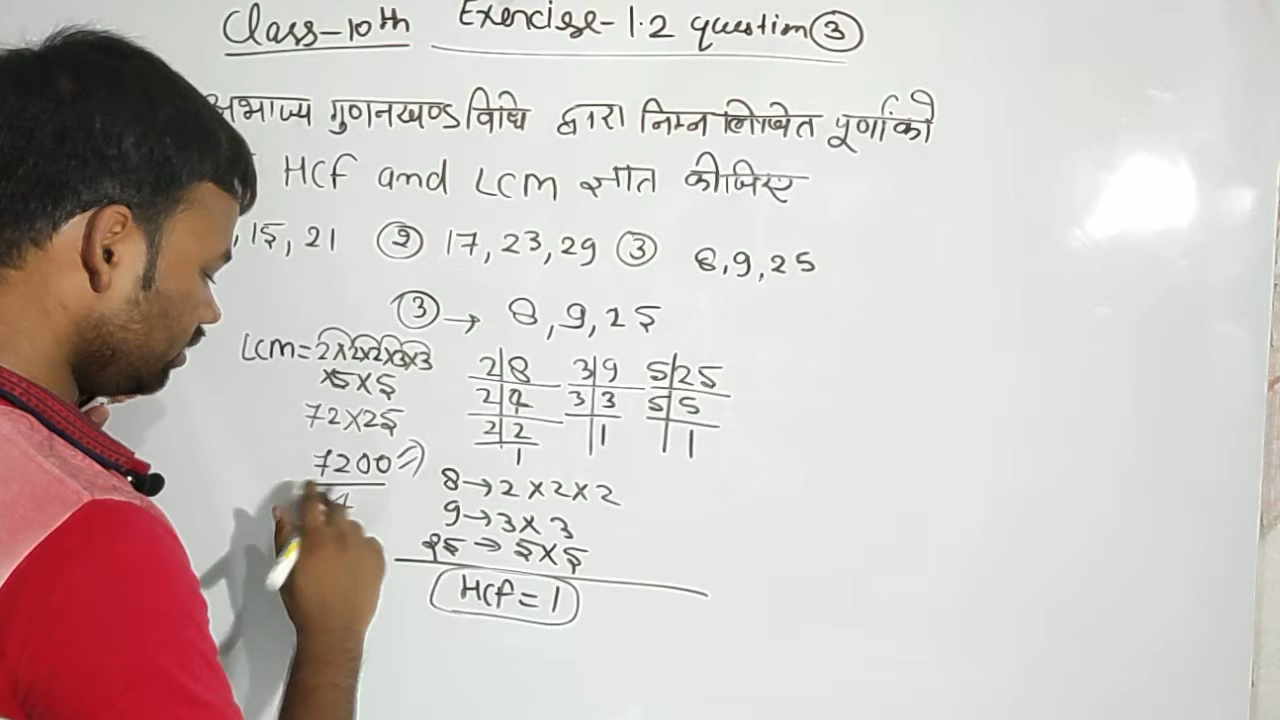 Class-10th Exercise-1.2 question ③
अभाज्य गुणनखण्ड विधि द्वारा निम्न लिखित पूर्णांको
HCf and LCM ज्ञात कीजिए
, 15, 21 ② 17, 23, 29 ③ 8, 9, 25
③ → 8, 9, 25
LCM = 2×2×2×3×3
×5×5
72×25
7200
4
2|8 3|9 5|25
2|4 3|3 5|5
2|2 |1 |1
1
8→2×2×2
9→3×3
25→5×5
HCf = 1